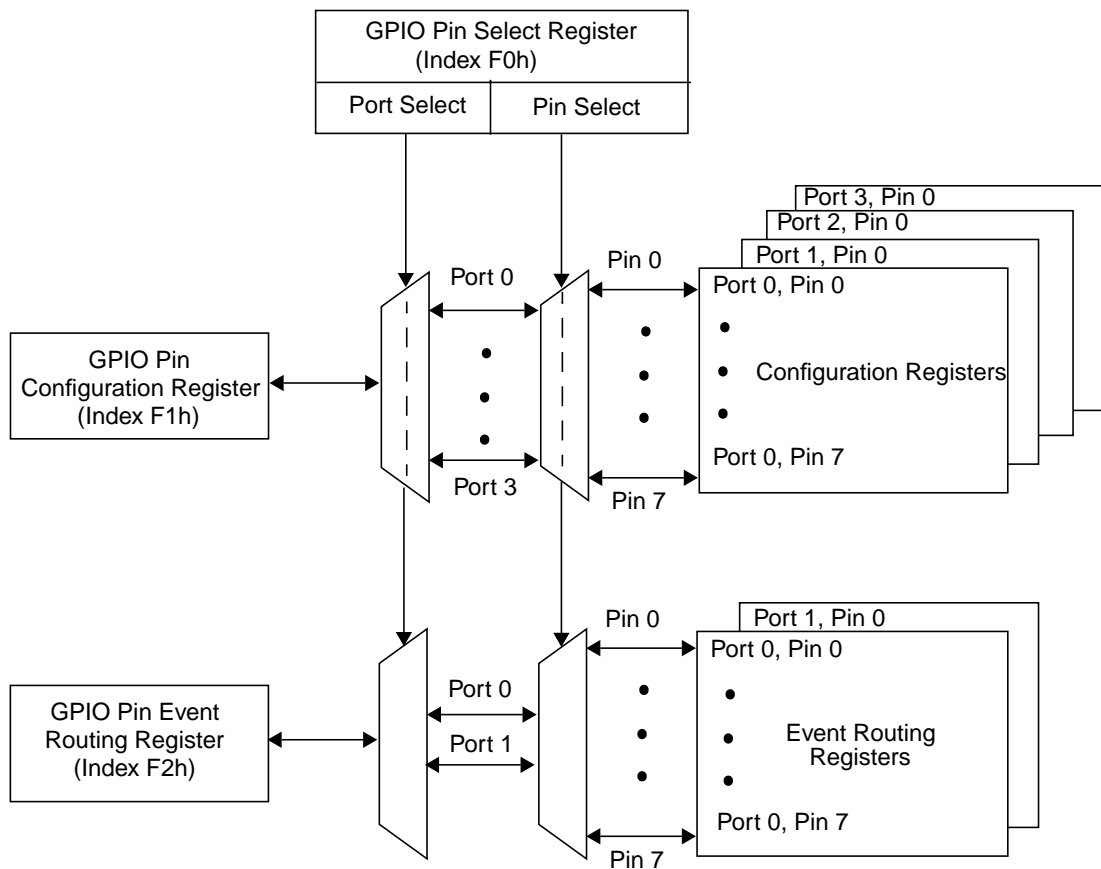 GPIO Pin Select Register
(Index F0h)
Port Select
Pin Select
Port 3, Pin 0
Port 2, Pin 0
Port 1, Pin 0
Port 0, Pin 0
Port 0
Pin 0
GPIO Pin
Configuration Register
(Index F1h)
Configuration Registers
Port 0, Pin 7
Port 3
Pin 7
Port 1, Pin 0
Pin 0
Port 0, Pin 0
Port 0
GPIO Pin Event
Routing Register
(Index F2h)
Port 1
Event Routing
Registers
Port 0, Pin 7
Pin 7